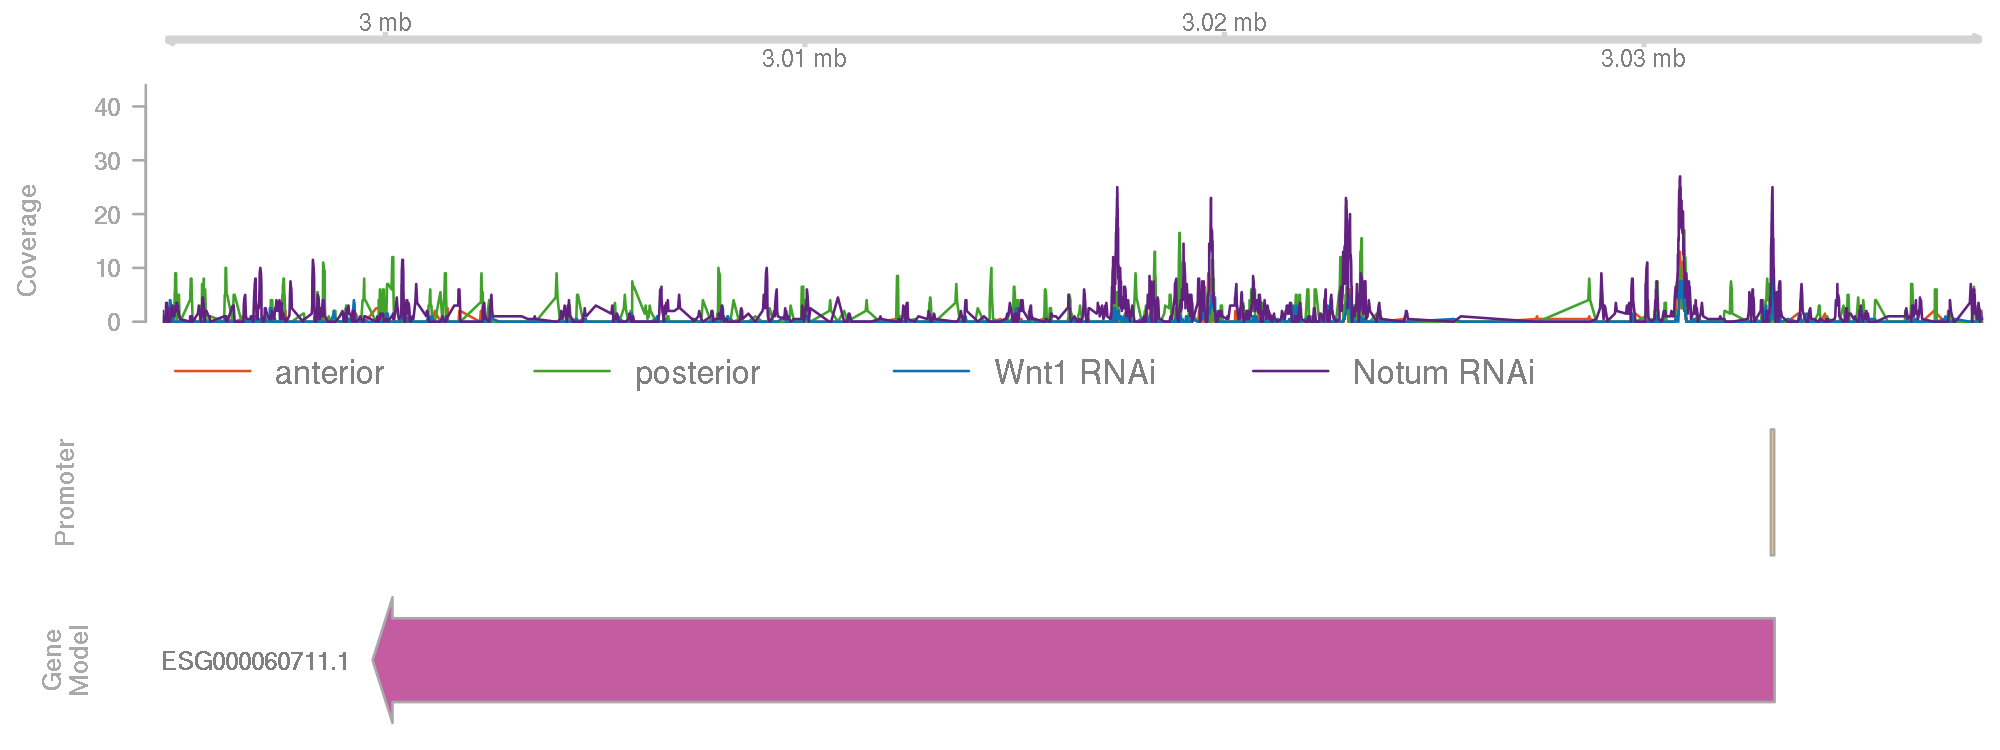 3 mb
3.02 mb
3.01 mb
3.03 mb
Coverage
40
30
20
10
0
anterior
posterior
Wnt1 RNAi
Notum RNAi
Promoter
Gene
Model
ESG000060711.1